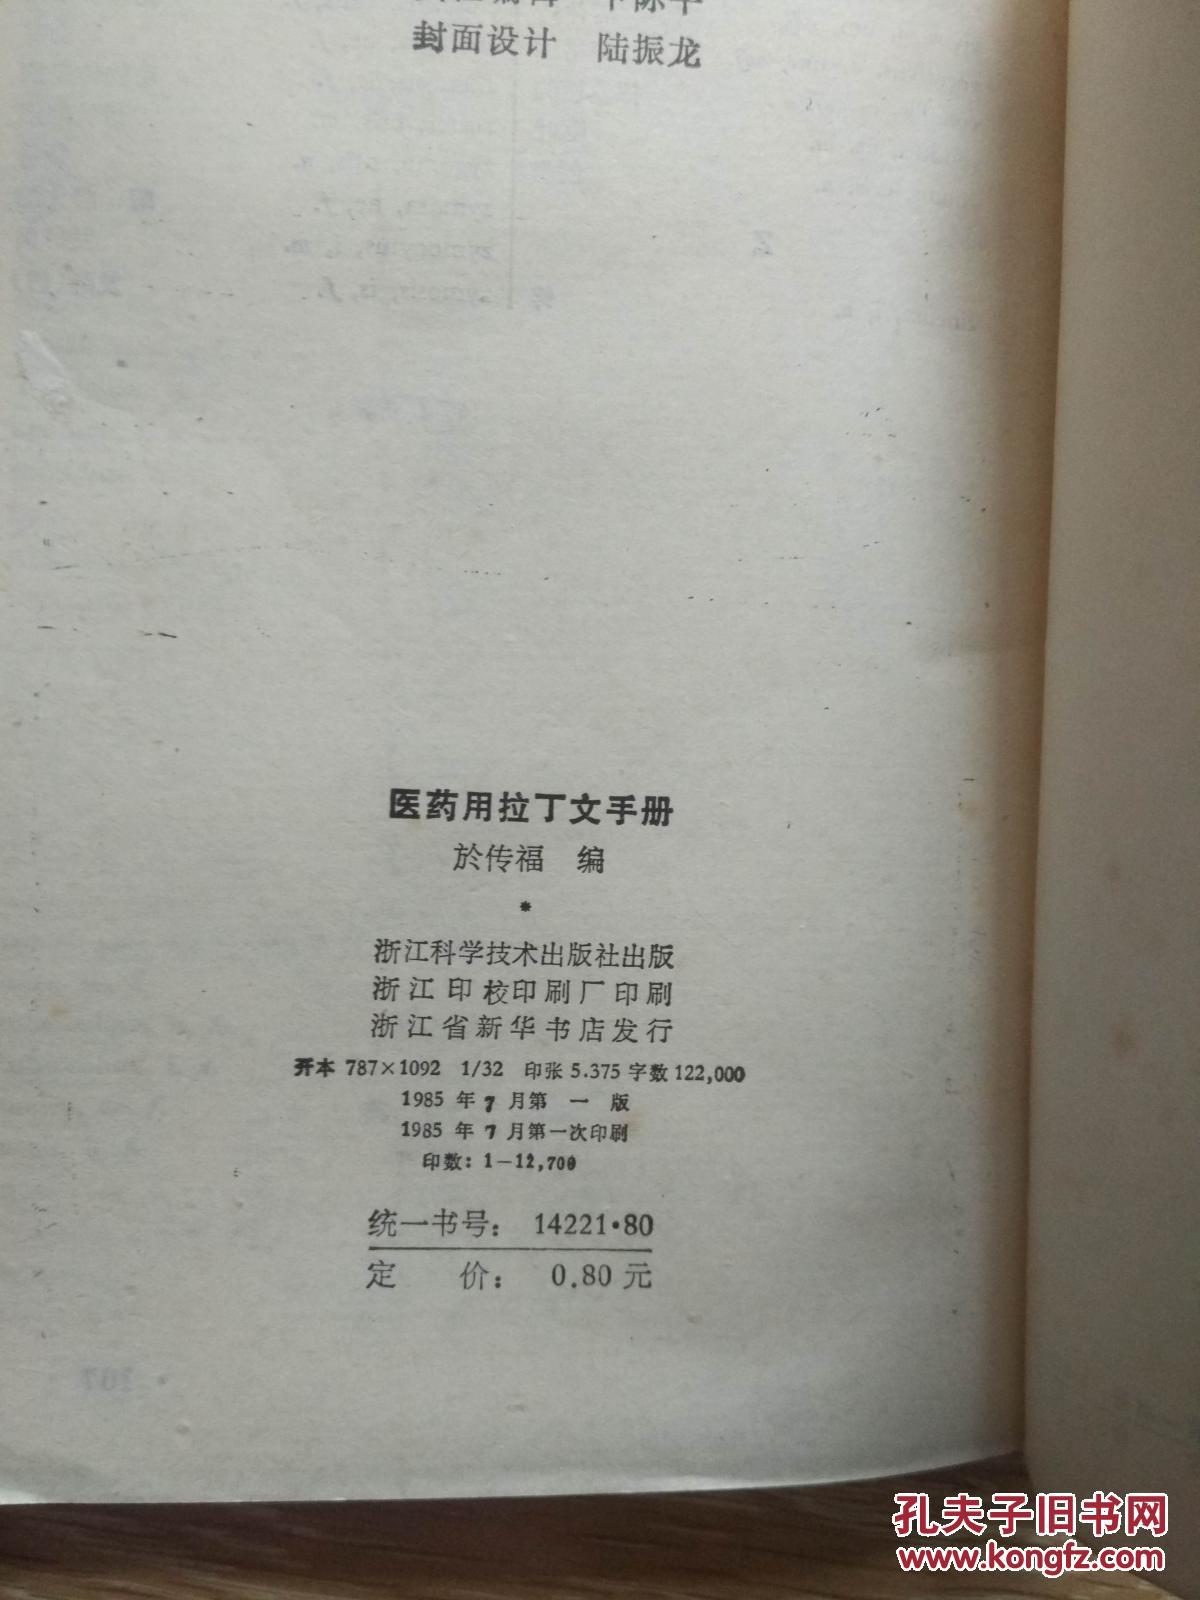 封面设计 陆振龙
医药用拉丁文手册
於传福 编
*
浙江科学技术出版社出版
浙江印校印刷厂印刷
浙江省新华书店发行
开本 787×1092 1/32 印张 5.375 字数 122,000
1985 年 7 月第 一 版
1985 年 7 月第一次印刷
印数：1—12,700
统一书号： 14221·80
定 价： 0.80 元
孔夫子旧书网
www.kongfz.com